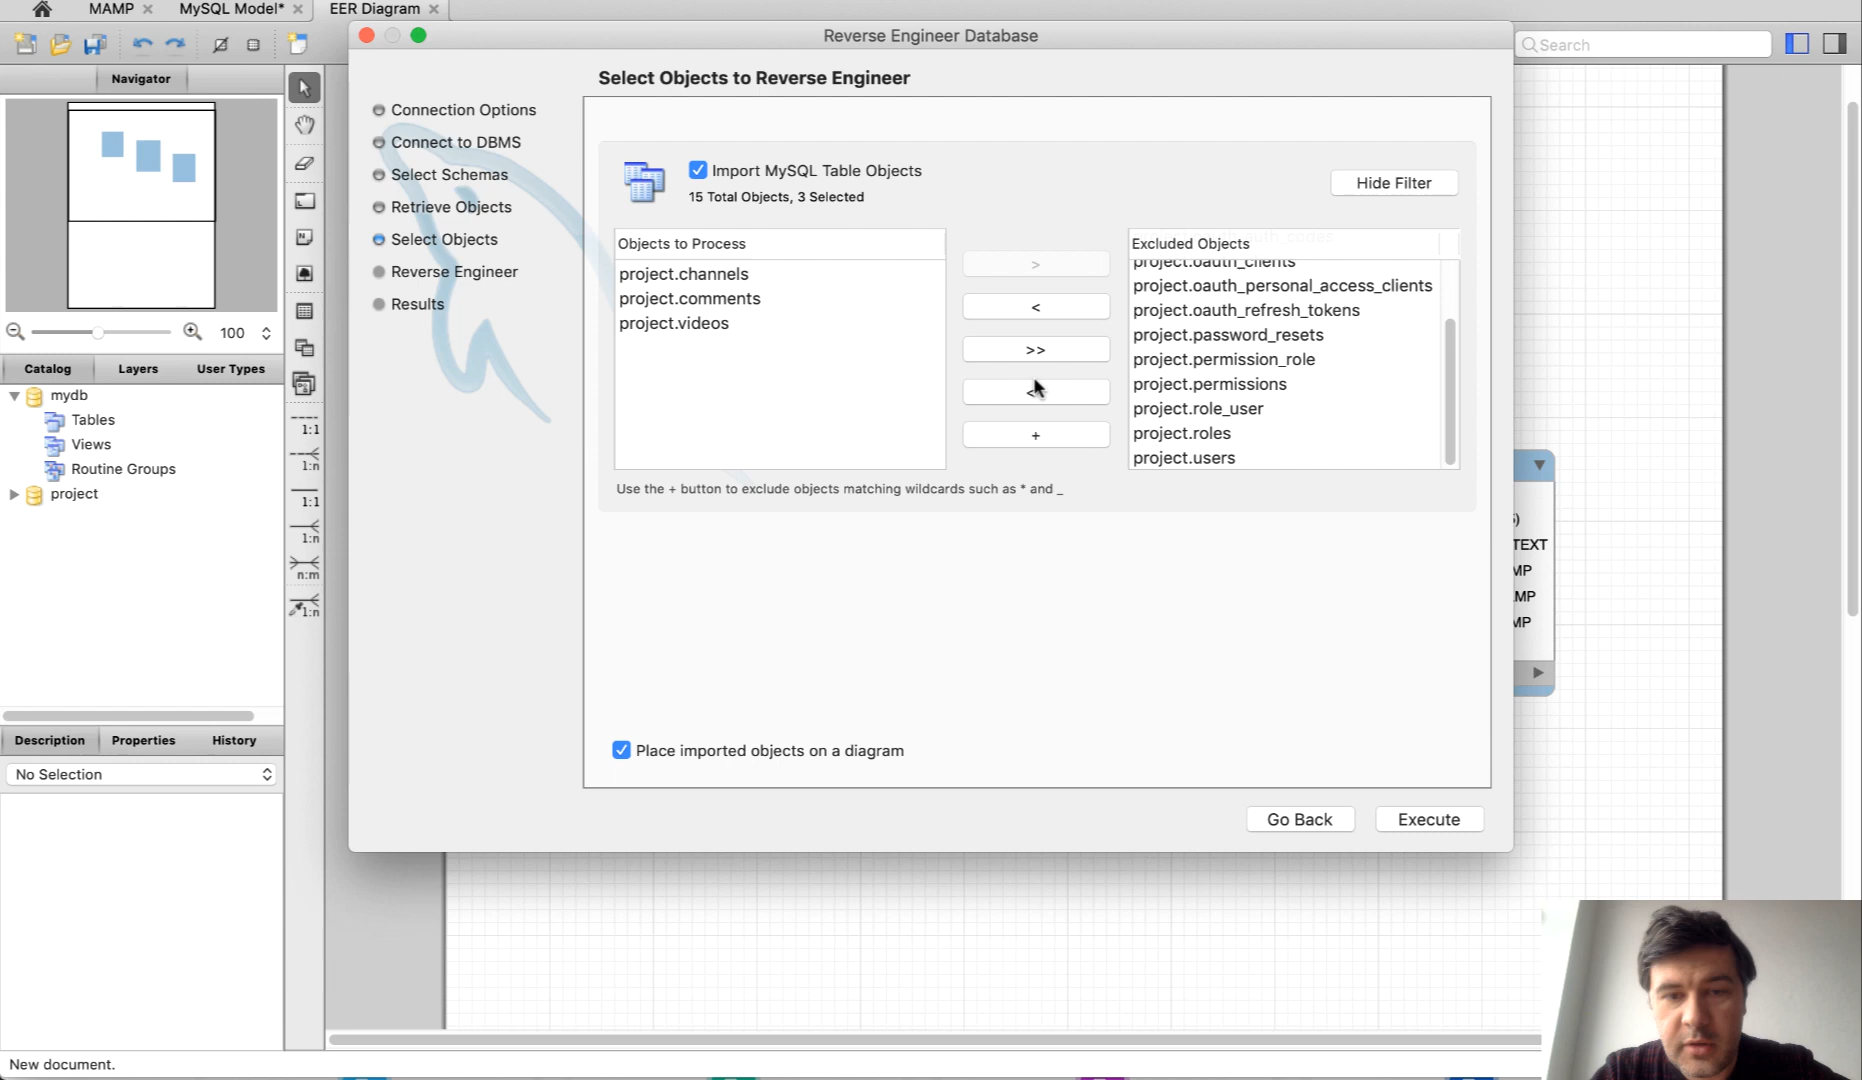 MAMP
MySQL Model*
EER Diagram
Reverse Engineer Database
Search
Navigator
Select Objects to Reverse Engineer
Connection Options
Connect to DBMS
Select Schemas
Retrieve Objects
Select Objects
Reverse Engineer
Results
Import MySQL Table Objects
15 Total Objects, 3 Selected
Hide Filter
Objects to Process
project.channels
project.comments
project.videos
>
<
>>
+
Excluded Objects
project.oauth_clients
project.oauth_personal_access_clients
project.oauth_refresh_tokens
project.password_resets
project.permission_role
project.permissions
project.role_user
project.roles
project.users
Use the + button to exclude objects matching wildcards such as * and _
Place imported objects on a diagram
Go Back
Execute
100
Catalog
Layers
User Types
mydb
Tables
Views
Routine Groups
project
1:1
1:n
1:1
1:n
n:m
1:n
TEXT
MP
MP
MP
Description
Properties
History
No Selection
New document.